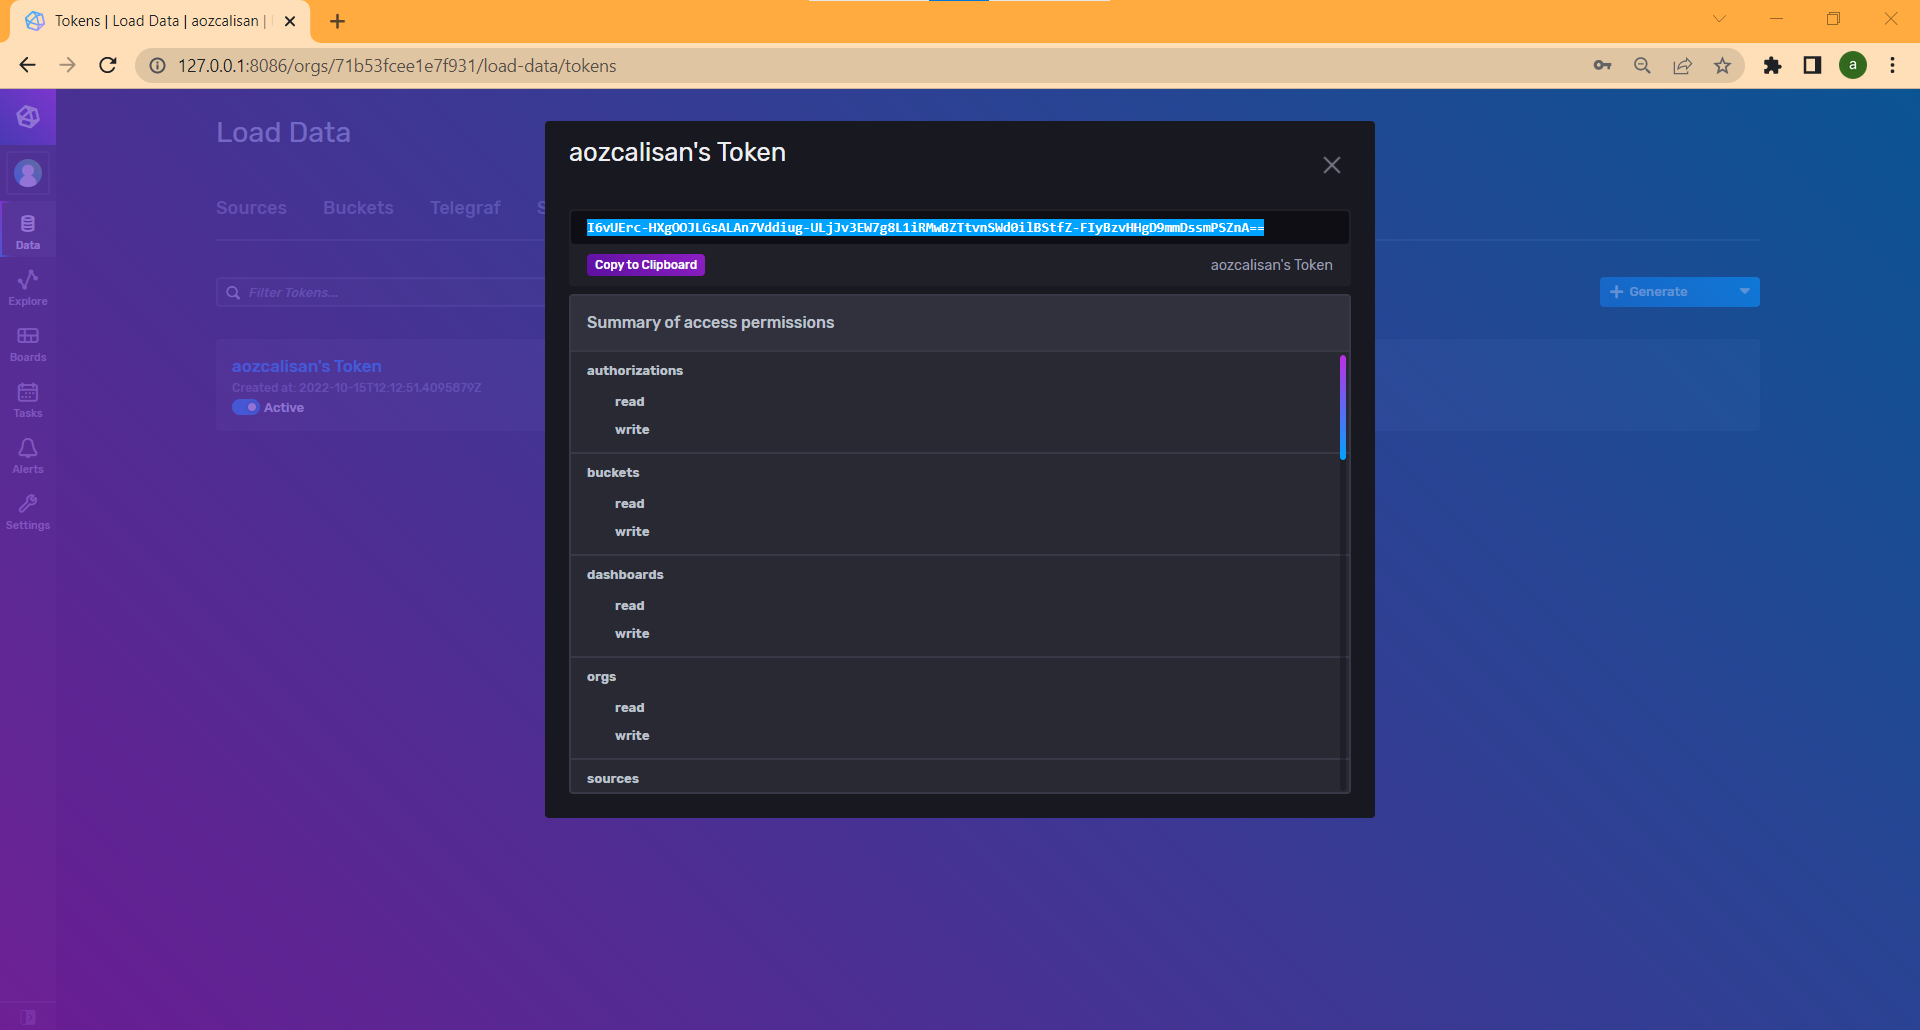 Tokens | Load Data | aozcalisan |
127.0.0.1:8086/orgs/71b53fcee1e7f931/load-data/tokens
a
Load Data
Sources Buckets Telegraf S
Data
Explore
Boards
Tasks
Alerts
Settings
Filter Tokens...
Generate
aozcalisan's Token
Created at: 2022-10-15T12:12:51.4095879Z
Active
aozcalisan's Token
I6vUErc-HXgOOJLGsALAn7Vddiug-ULjJv3EW7g8L1iRMwBZTtvnSWd0ilBStfZ-FIyBzvHHgD9mmDssmPSZnA==
Copy to Clipboard
aozcalisan's Token
Summary of access permissions
authorizations
read
write
buckets
read
write
dashboards
read
write
orgs
read
write
sources